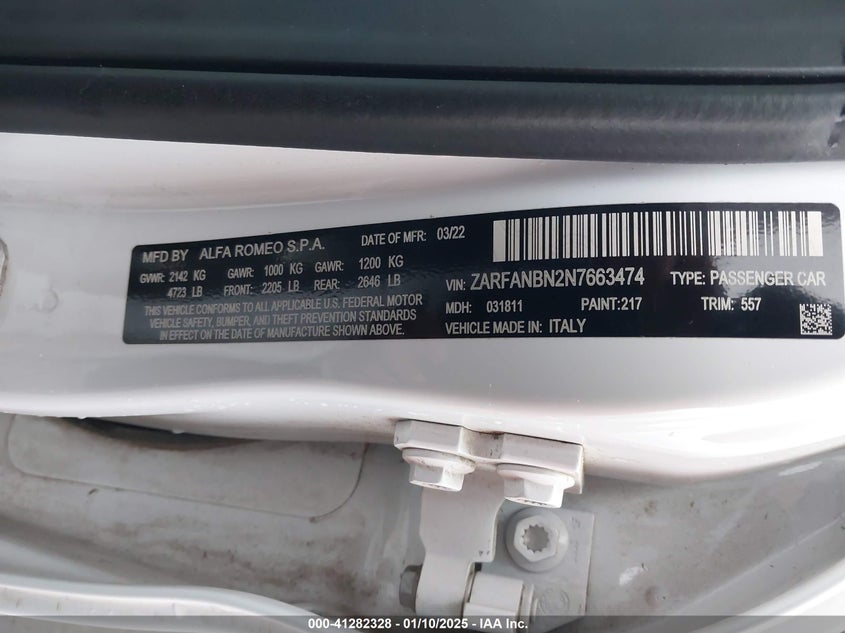 MFD BY ALFA ROMEO S.P.A. DATE OF MFR: 03/22
GVWR: 2142 KG GAWR: 1000 KG GAWR: 1200 KG
4723 LB FRONT: 2205 LB REAR: 2646 LB
THIS VEHICLE CONFORMS TO ALL APPLICABLE U.S. FEDERAL MOTOR
VEHICLE SAFETY, BUMPER, AND THEFT PREVENTION STANDARDS
IN EFFECT ON THE DATE OF MANUFACTURE SHOWN ABOVE.
VIN: ZARFANBN2N7663474 TYPE: PASSENGER CAR
MDH: 031811 PAINT:217 TRIM: 557
VEHICLE MADE IN: ITALY
000-41282328 - 01/10/2025 - IAA Inc.